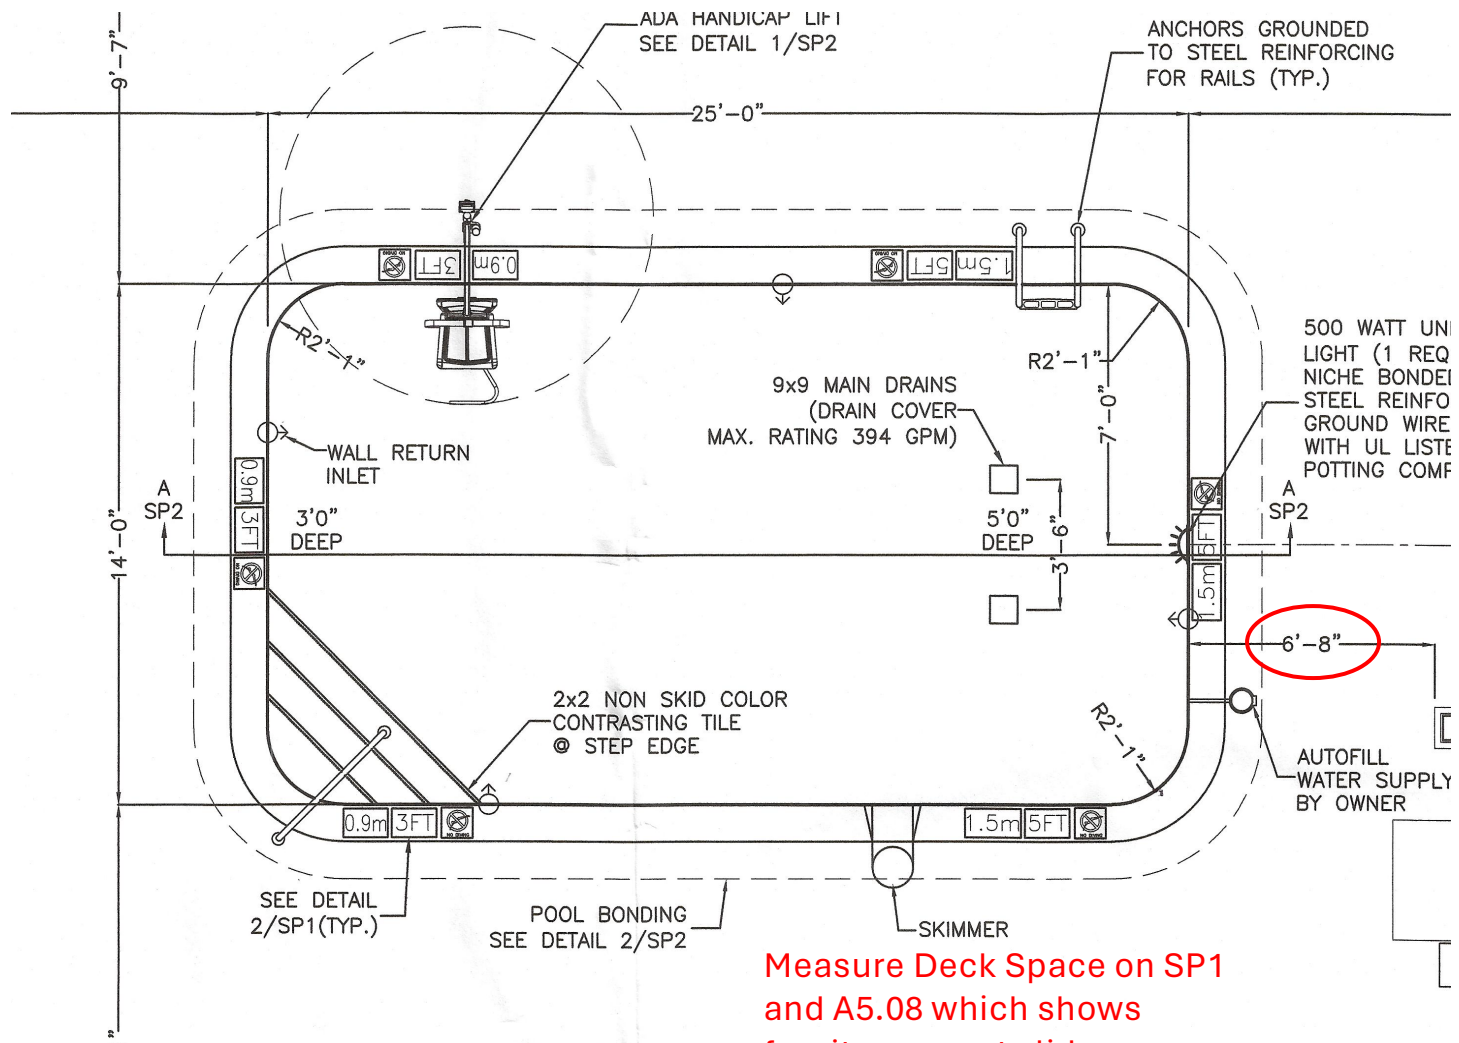 ADA HANDICAP LIFT
SEE DETAIL 1/SP2
ANCHORS GROUNDED
TO STEEL REINFORCING
FOR RAILS (TYP.)
9'-7"
25'-0"
3FT
0.9m
5FT
1.5m
R2'-1"
R2'-1"
500 WATT
LIGHT (1
NICHE
STEEL
GROUND WIRE
WITH UL
POTTING
9x9 MAIN DRAINS
(DRAIN COVER
MAX. RATING 394 GPM)
7'-0"
WALL RETURN
INLET
0.9m
3FT
A
SP2
3'0"
DEEP
5'0"
DEEP
3'-6"
A
SP2
5FT
1.5m
14'-0"
6'-8"
2x2 NON SKID COLOR
CONTRASTING TILE
@ STEP EDGE
R2'-1"
AUTOFILL
WATER SUPPLY
BY OWNER
0.9m
3FT
NO DIVING
1.5m
5FT
NO DIVING
SEE DETAIL
2/SP1(TYP.)
POOL BONDING
SEE DETAIL 2/SP2
SKIMMER
Measure Deck Space on SP1
and A5.08 which shows